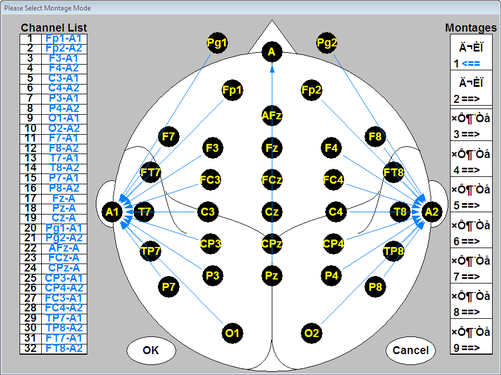 Please Select Montage Mode
Channel List
1 Fp1-A1
2 Fp2-A2
3 F3-A1
4 F4-A2
5 C3-A1
6 C4-A2
7 P3-A1
8 P4-A2
9 O1-A1
10 O2-A2
11 F7-A1
12 F8-A2
13 T7-A1
14 T8-A2
15 P7-A1
16 P8-A2
17 Fz-A
18 Pz-A
19 Cz-A
20 Pg1-A1
21 Pg2-A2
22 AFz-A
23 FCz-A
24 CPz-A
25 CP3-A1
26 CP4-A2
27 FC3-A1
28 FC4-A2
29 TP7-A1
30 TP8-A2
31 FT7-A1
32 FT8-A2
Pg1 A Pg2
Fp1 Fp2
AFz
F7 F3 Fz F4 F8
FT7 FC3 FCz FC4 FT8
A1 T7 C3 Cz C4 T8 A2
TP7 CP3 CPz CP4 TP8
P7 P3 Pz P4 P8
O1 O2
OK
Cancel
Montages
Ä¬ÈÏ
1 <==
Ä¬ÈÏ
2 ==>
×Ô¶¨Òå
3 ==>
×Ô¶¨Òå
4 ==>
×Ô¶¨Òå
5 ==>
×Ô¶¨Òå
6 ==>
×Ô¶¨Òå
7 ==>
×Ô¶¨Òå
8 ==>
×Ô¶¨Òå
9 ==>